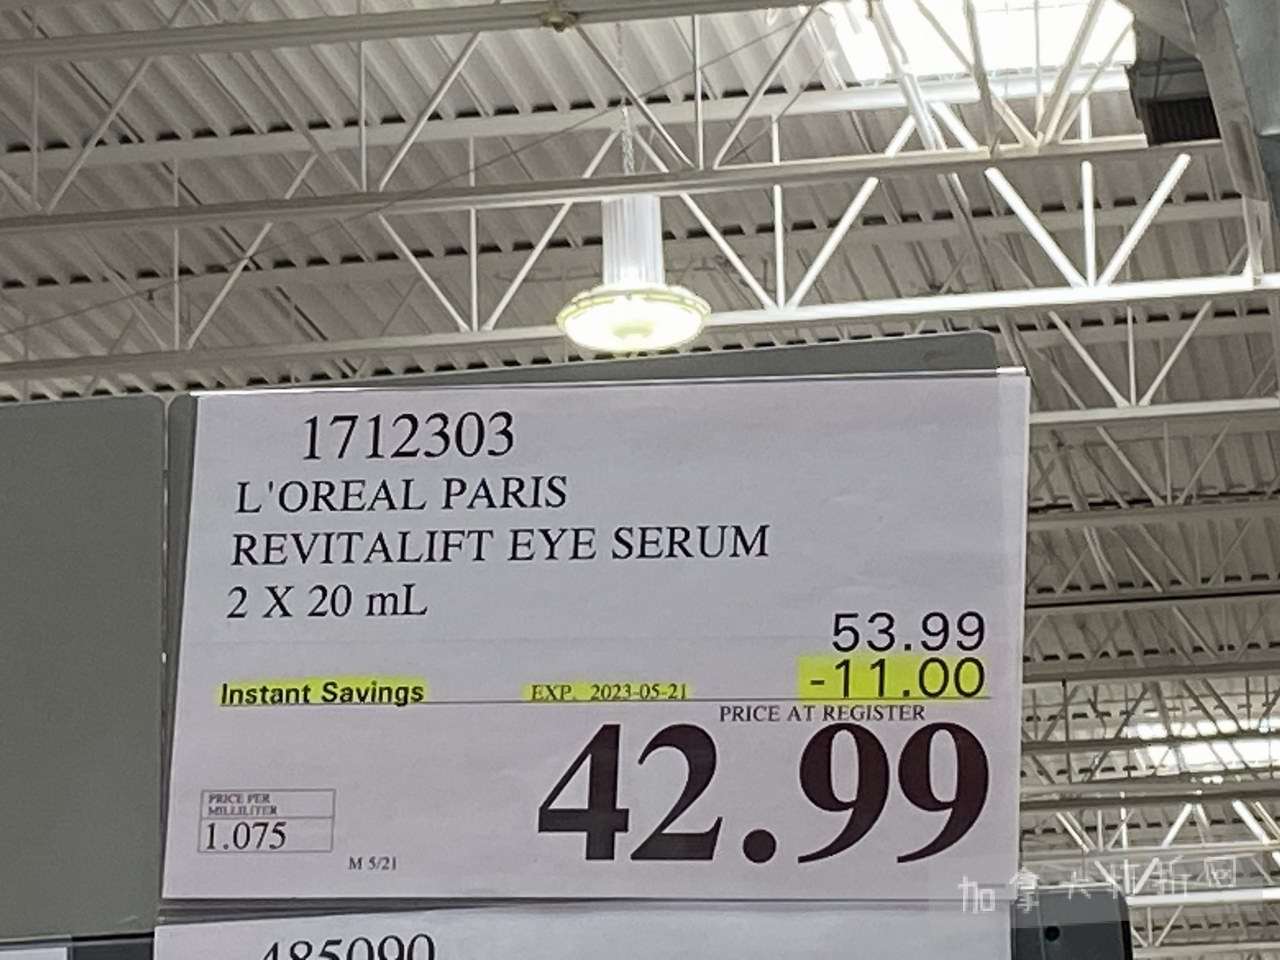 1712303
L'OREAL PARIS
REVITALIFT EYE SERUM
2 X 20 mL
53.99
Instant Savings EXP. 2023-05-21 -11.00
PRICE AT REGISTER
42.99
PRICE PER
MILLILITER
1.075
M 5/21
加拿大打折网
485090